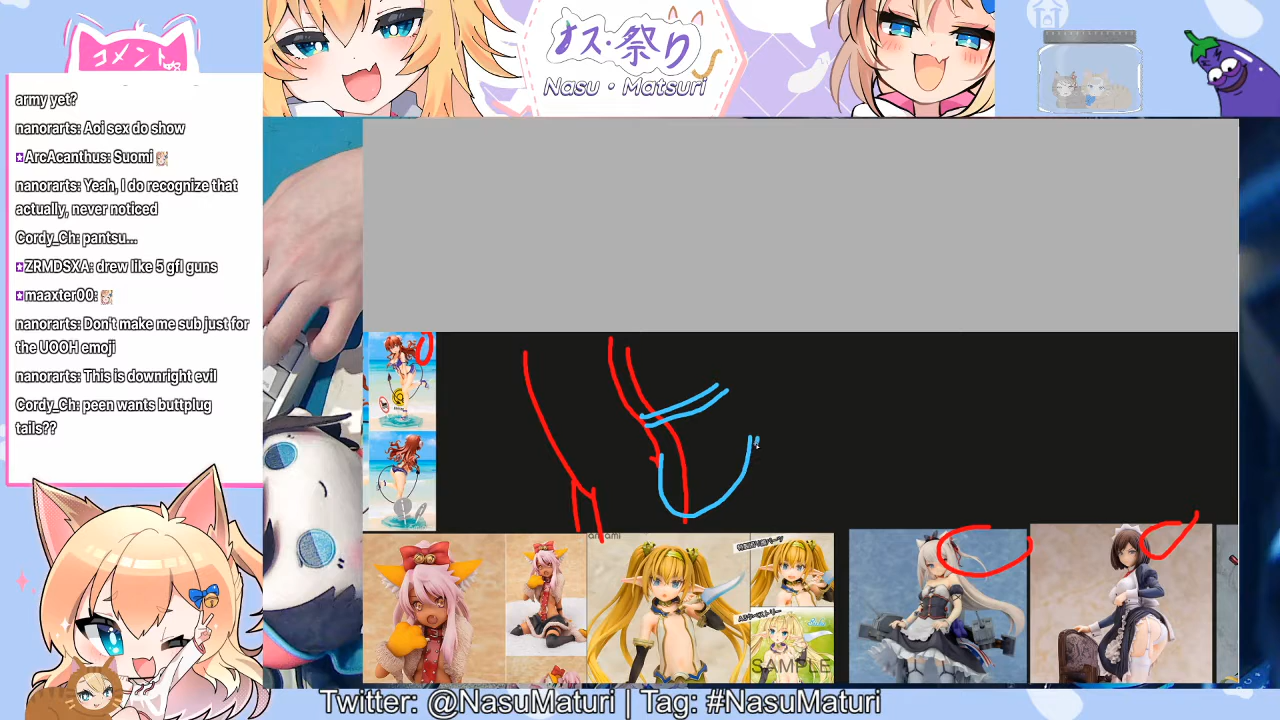 コメント
army yet?
nanorarts: Aoi sex do show
ArcAcanthus: Suomi
nanorarts: Yeah, I do recognize that
actually, never noticed
Cordy_Ch: pantsu...
ZRMDSXA: drew like 5 gfl guns
maaxter00:
nanorarts: Don't make me sub just for
the UOOH emoji
nanorarts: This is downright evil
Cordy_Ch: peen wants buttplug
tails??
ナス・祭り
Nasu・Matsuri
SAMPLE
Twitter: @NasuMaturi | Tag: #NasuMaturi